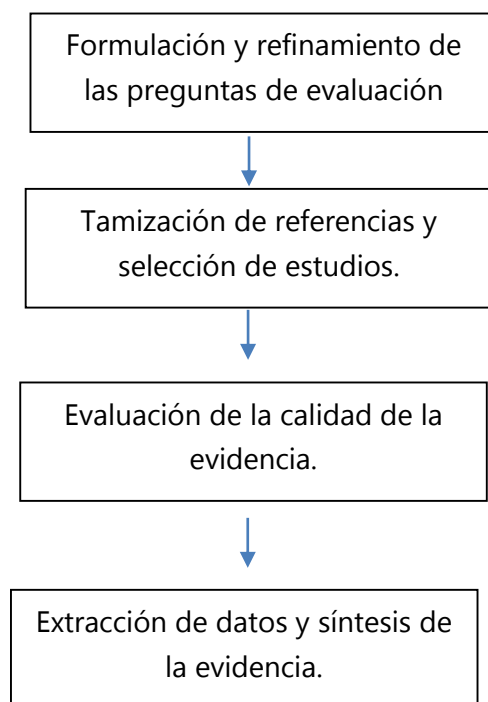 Formulación y refinamiento de
las preguntas de evaluación
Tamización de referencias y
selección de estudios.
Evaluación de la calidad de la
evidencia.
Extracción de datos y síntesis de
la evidencia.